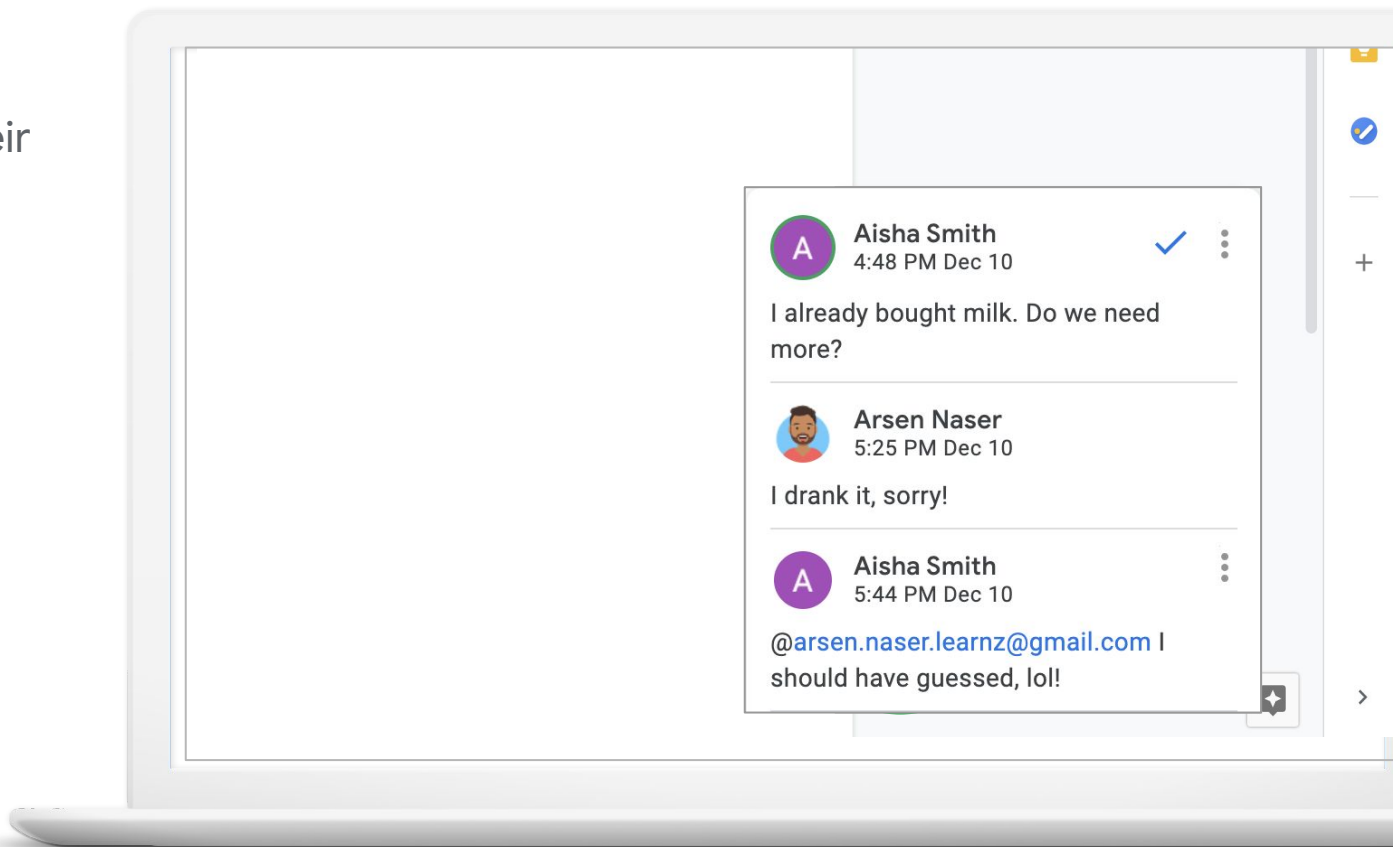 Aisha Smith
4:48 PM Dec 10
I already bought milk. Do we need
more?
Arsen Naser
5:25 PM Dec 10
I drank it, sorry!
Aisha Smith
5:44 PM Dec 10
@arsen.naser.learnz@gmail.com I
should have guessed, lol!
A
A